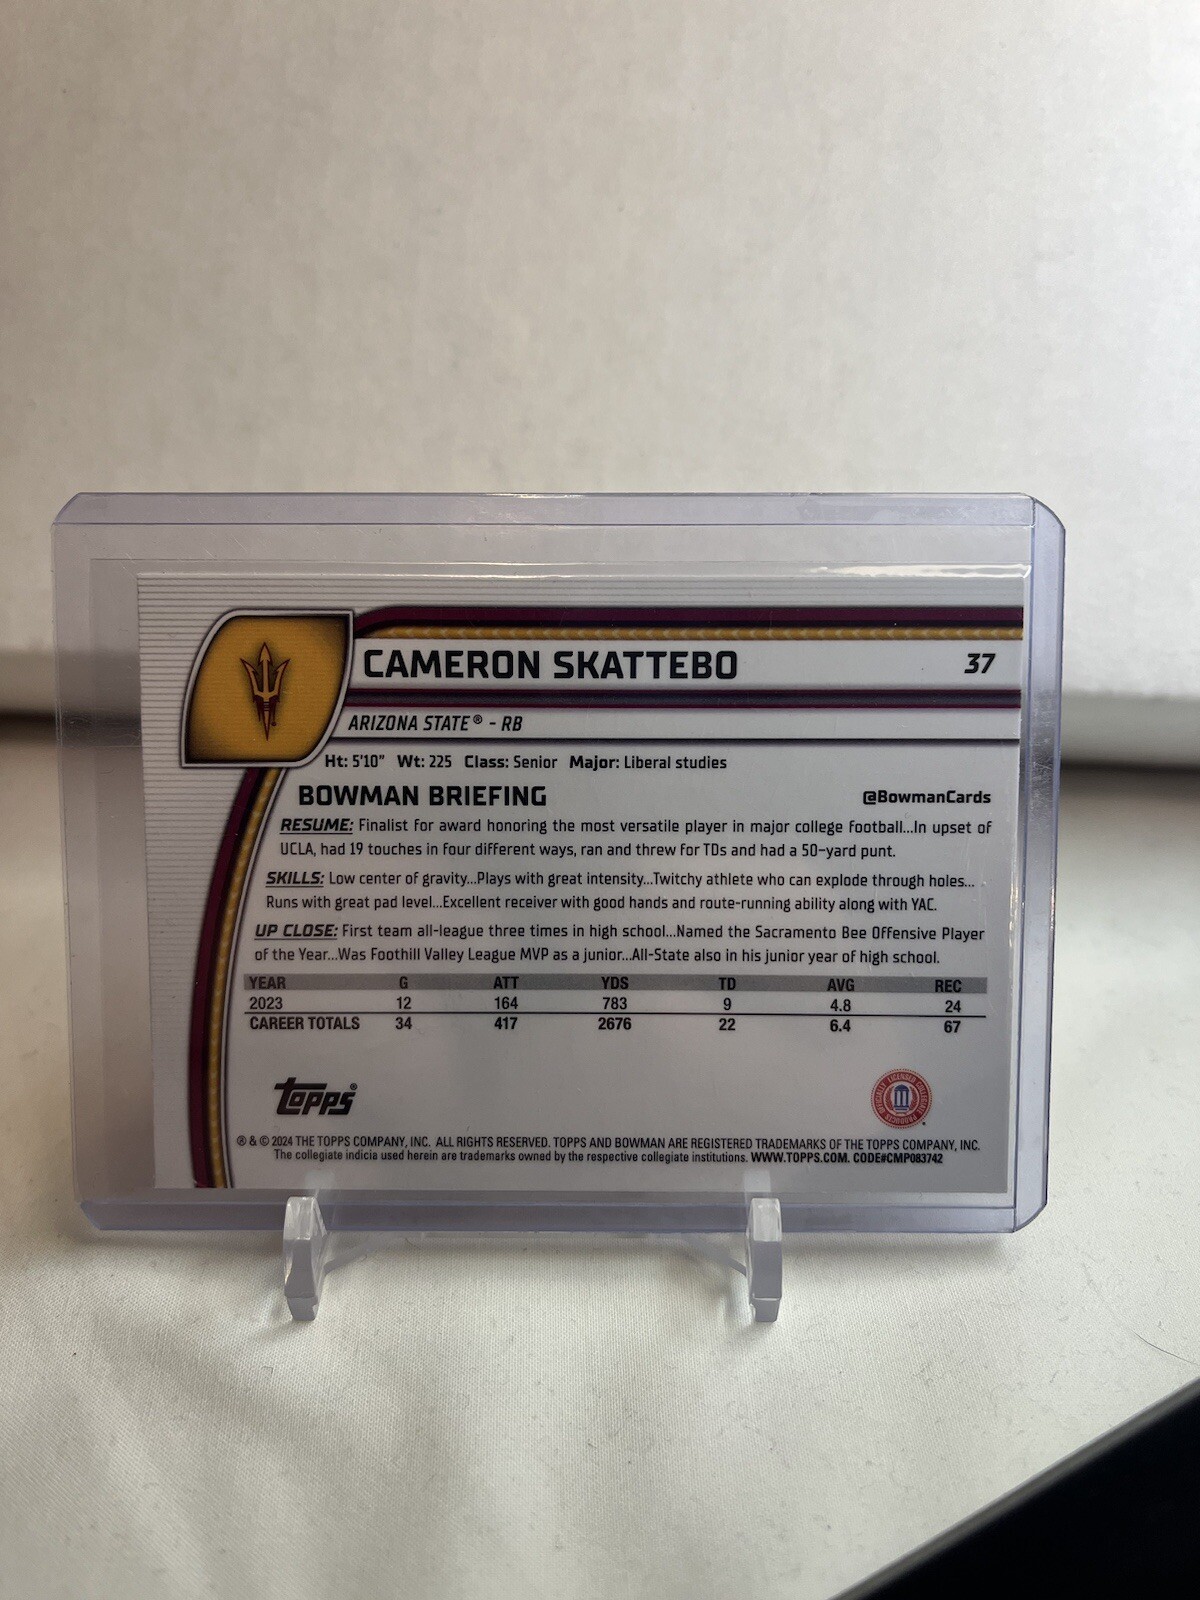 CAMERON SKATTEBO 37
ARIZONA STATE® - RB
Ht: 5'10" Wt: 225 Class: Senior Major: Liberal studies
BOWMAN BRIEFING @BowmanCards
RESUME: Finalist for award honoring the most versatile player in major college football...In upset of
UCLA, had 19 touches in four different ways, ran and threw for TDs and had a 50-yard punt.
SKILLS: Low center of gravity...Plays with great intensity...Twitchy athlete who can explode through holes...
Runs with great pad level...Excellent receiver with good hands and route-running ability along with YAC.
UP CLOSE: First team all-league three times in high school...Named the Sacramento Bee Offensive Player
of the Year...Was Foothill Valley League MVP as a junior...All-State also in his junior year of high school.
YEAR G ATT YDS TD AVG REC
2023 12 164 783 9 4.8 24
CAREER TOTALS 34 417 2676 22 6.4 67
topps®
OFFICIALLY LICENSED COLLEGIATE PRODUCTS
® & © 2024 THE TOPPS COMPANY, INC. ALL RIGHTS RESERVED. TOPPS AND BOWMAN ARE REGISTERED TRADEMARKS OF THE TOPPS COMPANY, INC.
The collegiate indicia used herein are trademarks owned by the respective collegiate institutions. WWW.TOPPS.COM. CODE#CMP083742